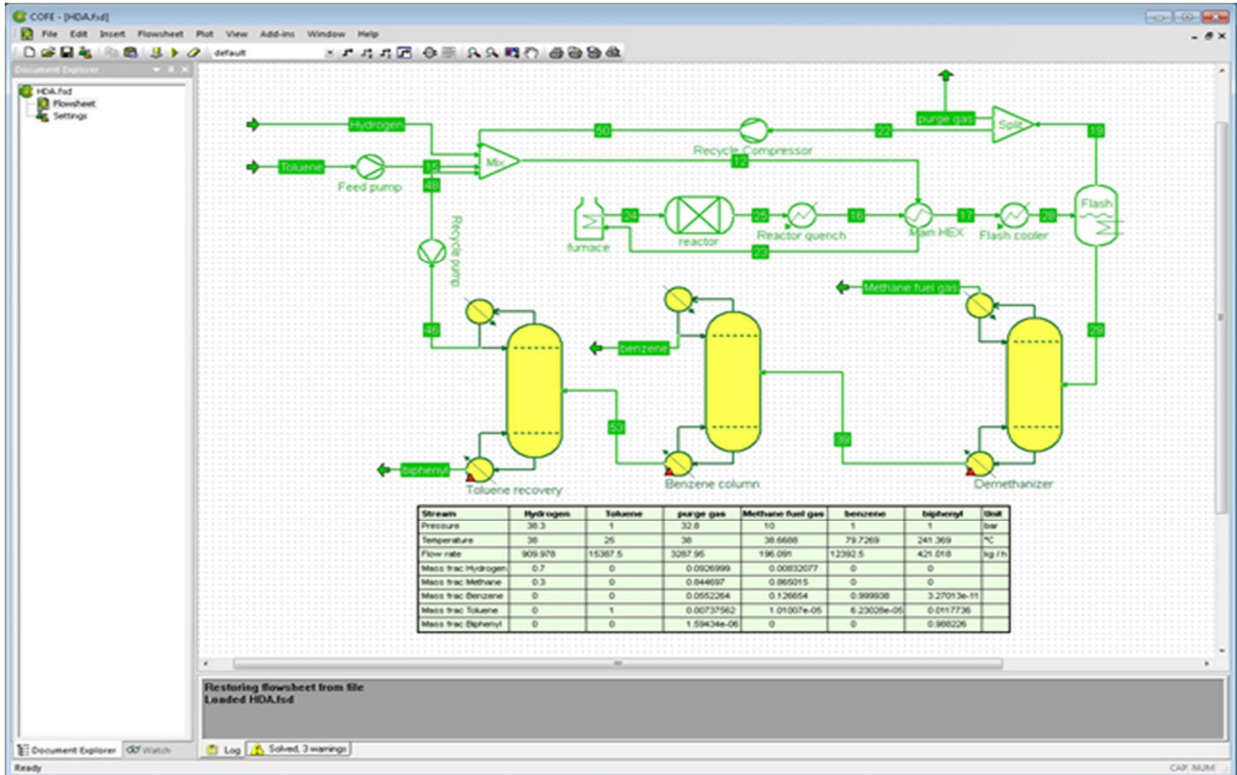 COFE - [HDA.fsd]
File Edit Insert Flowsheet Plot View Add-ins Window Help
default
Document Explorer
HDA.fsd
Flowsheet
Settings
purge gas
Split
19
Hydrogen
50
Recycle Compressor
22
Toluene
Feed pump
15
48
Mix
12
Recycle pump
furnace
24
reactor
25
Reactor quench
16
Main HEX
17
Flash cooler
28
Flash
23
Methane fuel gas
46
benzene
29
53
39
biphenyl
Toluene recovery
Benzene column
Demethanizer
Stream Hydrogen Toluene purge gas Methane fuel gas benzene biphenyl Unit
Pressure 38.3 1 32.8 10 1 1 bar
Temperature 38 25 38 38.6688 79.7269 241.369 °C
Flow rate 909.978 15387.5 3287.95 196.091 12392.5 421.018 kg / h
Mass frac Hydrogen 0.7 0 0.0926999 0.00832077 0 0
Mass frac Methane 0.3 0 0.844697 0.865015 0 0
Mass frac Benzene 0 0 0.0552264 0.126654 0.999938 3.27013e-11
Mass frac Toluene 0 1 0.00737562 1.01007e-05 6.23028e-05 0.0117736
Mass frac Biphenyl 0 0 1.59434e-06 0 0 0.988226
Restoring flowsheet from file
Loaded HDA.fsd
Document Explorer Watch
Log Solved, 3 warnings
Ready
CAP NUM